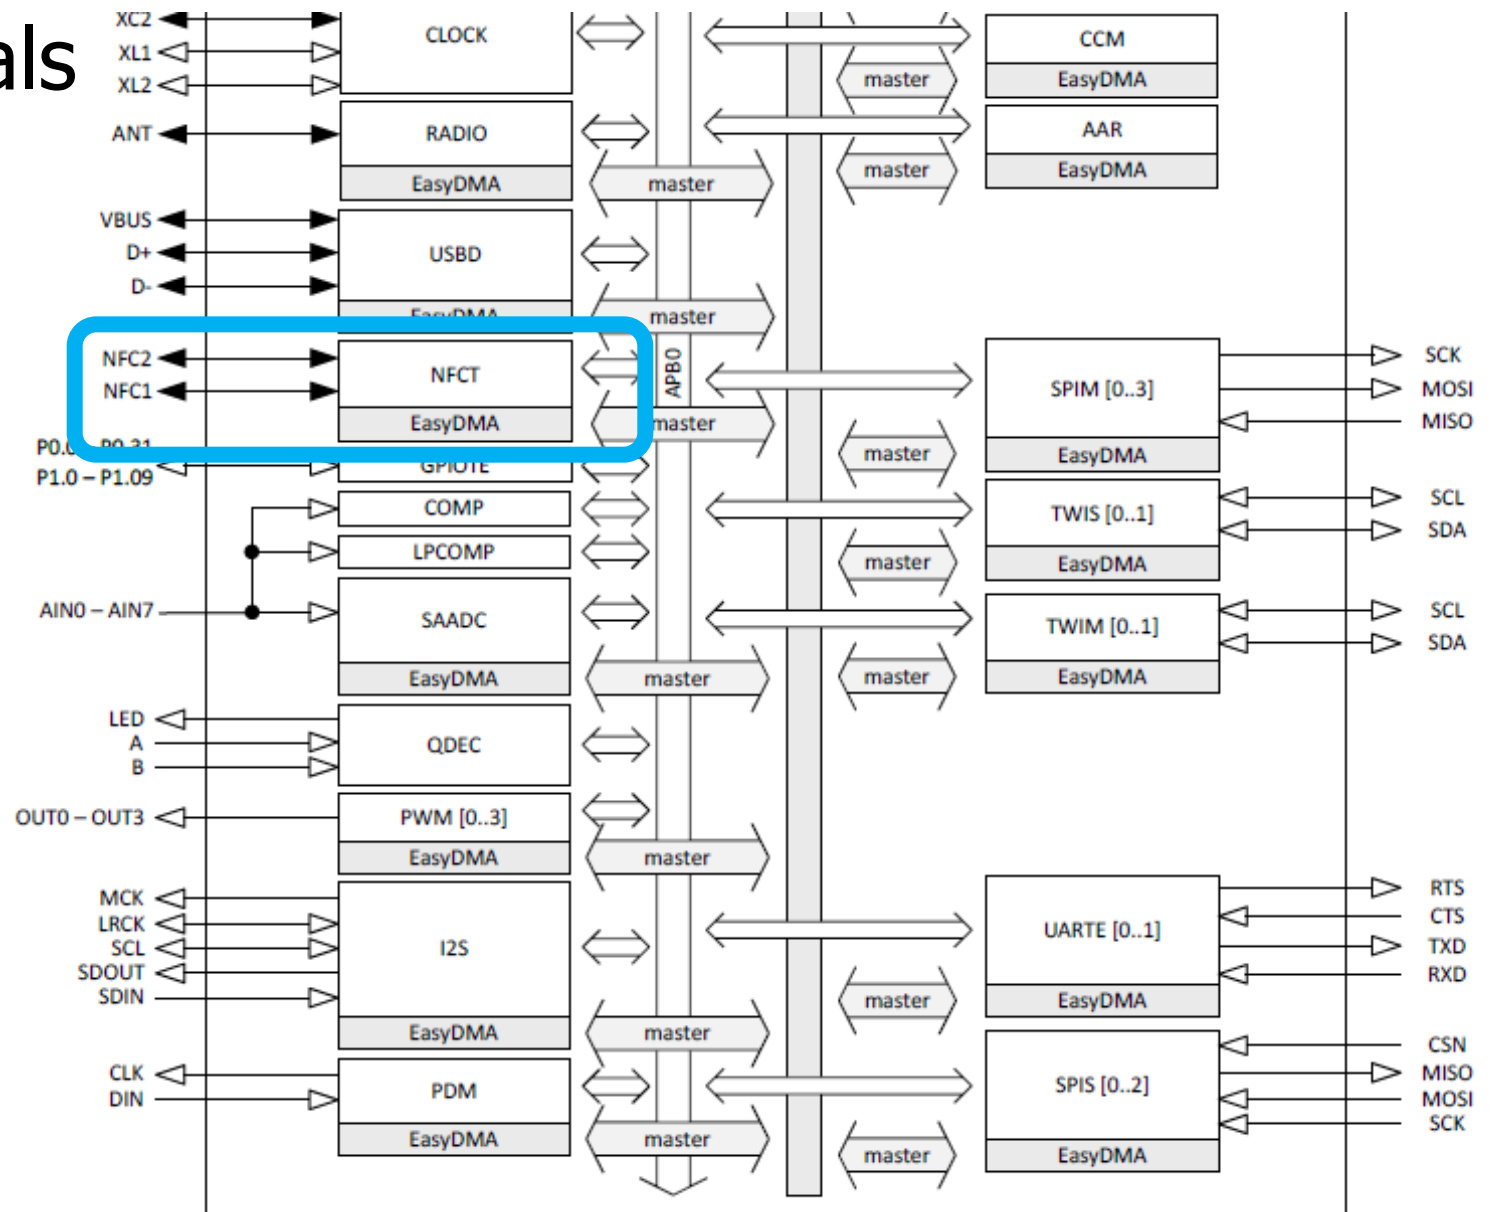 als
XC2
XL1
XL2
CLOCK
ANT
RADIO
EasyDMA
master
VBUS
D+
D-
USBD
EasyDMA
master
NFC2
NFC1
NFCT
EasyDMA
master
APB0
P1.0 – P1.09
GPIOTE
COMP
LPCOMP
AIN0 – AIN7
SAADC
EasyDMA
master
LED
A
B
QDEC
OUT0 – OUT3
PWM [0..3]
EasyDMA
master
MCK
LRCK
SCL
SDOUT
SDIN
I2S
EasyDMA
master
CLK
DIN
PDM
EasyDMA
master
CCM
EasyDMA
master
AAR
EasyDMA
master
SPIM [0..3]
EasyDMA
master
SCK
MOSI
MISO
TWIS [0..1]
EasyDMA
master
SCL
SDA
TWIM [0..1]
EasyDMA
master
SCL
SDA
UARTE [0..1]
EasyDMA
master
RTS
CTS
TXD
RXD
SPIS [0..2]
EasyDMA
master
CSN
MISO
MOSI
SCK